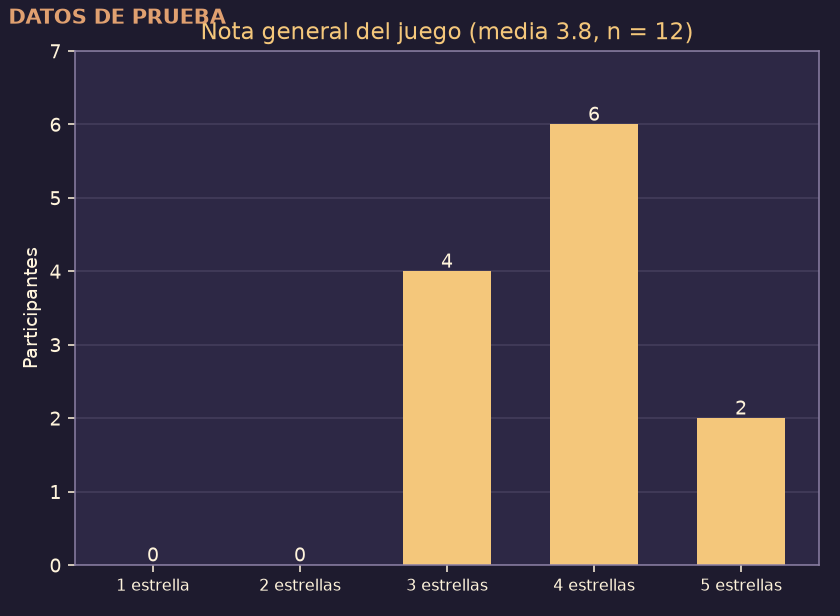 DATOS DE PRUEBA
Nota general del juego (media 3.8, n = 12)
Participantes
7
6
5
4
3
2
1
0
0
0
4
6
2
1 estrella
2 estrellas
3 estrellas
4 estrellas
5 estrellas